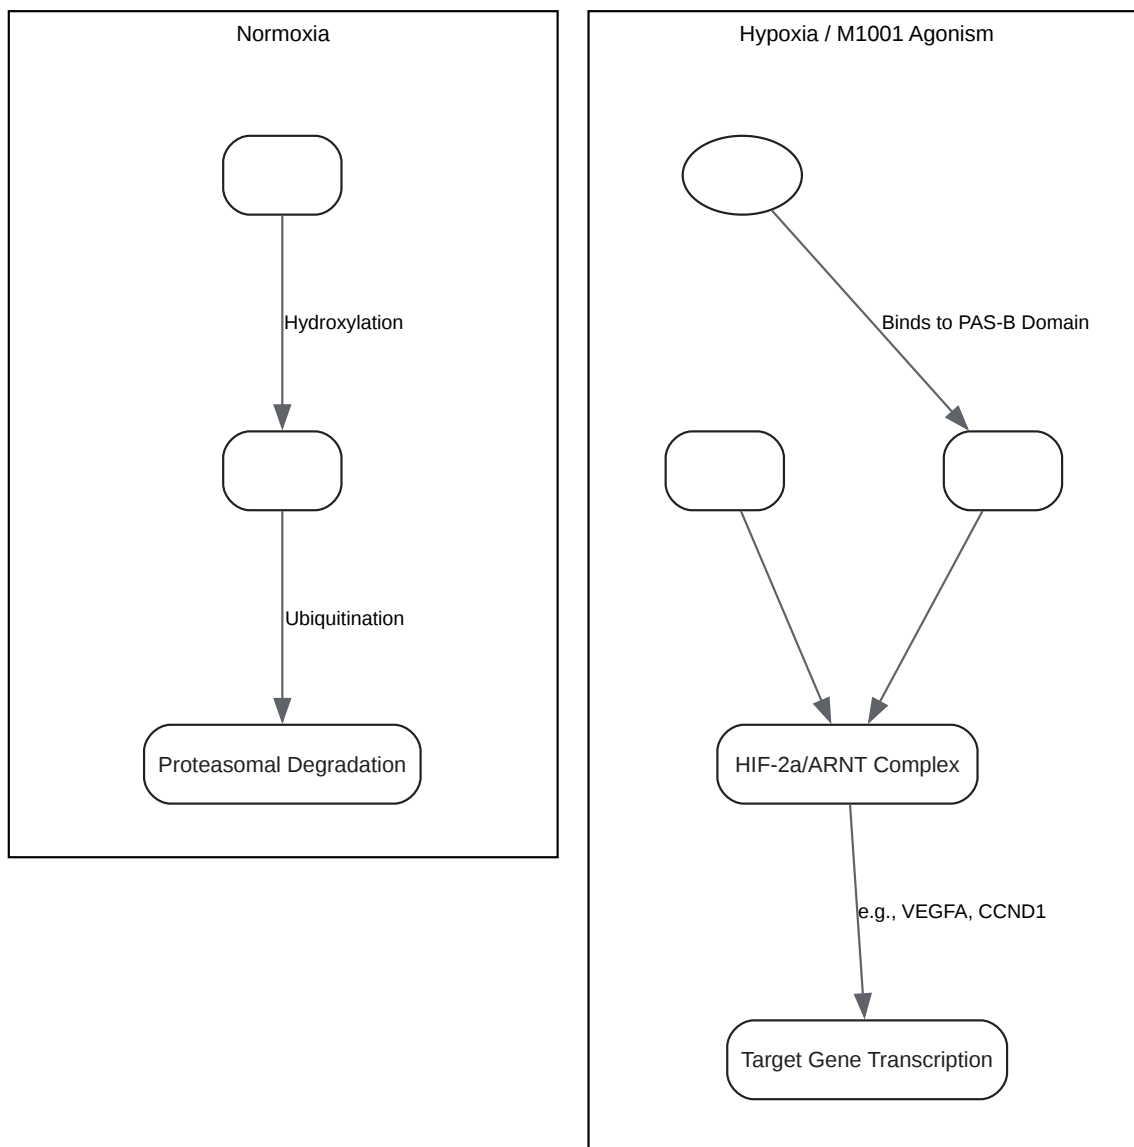 Normoxia
Hydroxylation
Ubiquitination
Proteasomal Degradation
Hypoxia / M1001 Agonism
Binds to PAS-B Domain
HIF-2a/ARNT Complex
e.g., VEGFA, CCND1
Target Gene Transcription